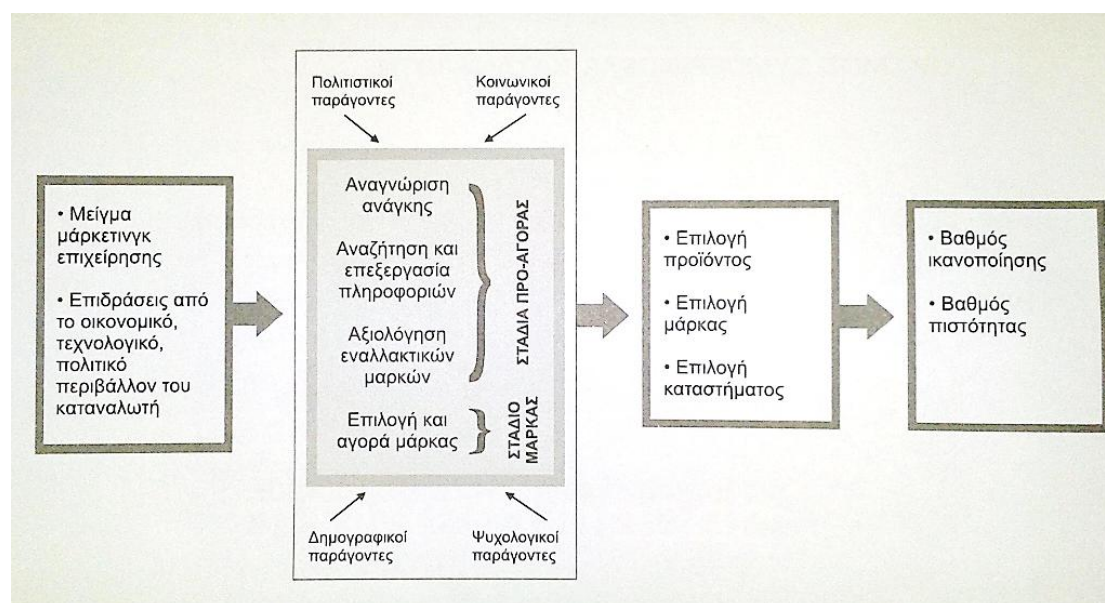 • Μείγμα
μάρκετινγκ
επιχείρησης
• Επιδράσεις από
το οικονομικό,
τεχνολογικό,
πολιτικό
περιβάλλον του
καταναλωτή
Πολιτιστικοί
παράγοντες
Κοινωνικοί
παράγοντες
Αναγνώριση
ανάγκης
Αναζήτηση και
επεξεργασία
πληροφοριών
Αξιολόγηση
εναλλακτικών
μαρκών
ΣΤΑΔΙΑ ΠΡΟ-ΑΓΟΡΑΣ
Επιλογή και
αγορά μάρκας
ΣΤΑΔΙΟ
ΜΑΡΚΑΣ
Δημογραφικοί
παράγοντες
Ψυχολογικοί
παράγοντες
• Επιλογή
προϊόντος
• Επιλογή
μάρκας
• Επιλογή
καταστήματος
• Βαθμός
ικανοποίησης
• Βαθμός
πιστότητας